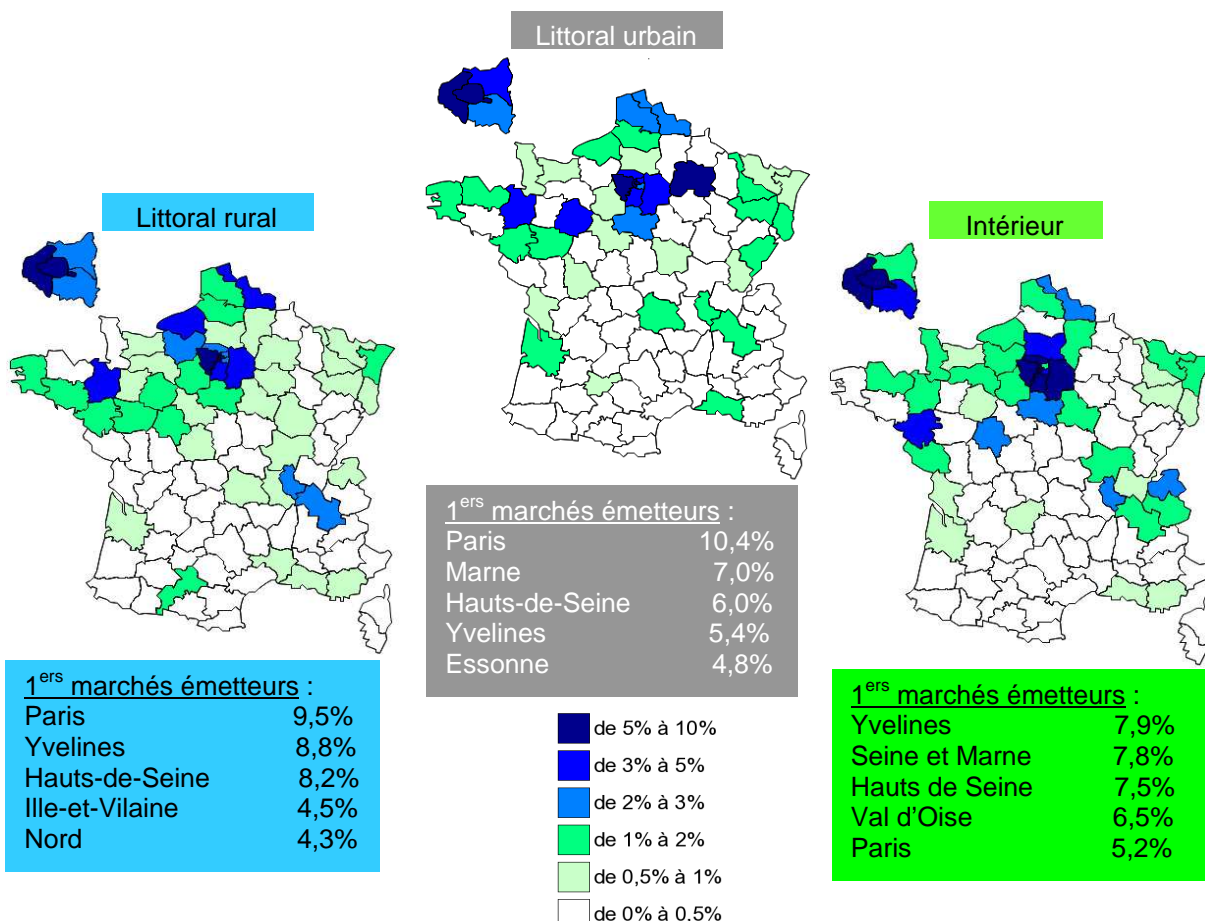 Littoral urbain
Littoral rural
Intérieur
1ers marchés émetteurs :
Paris 9,5%
Yvelines 8,8%
Hauts-de-Seine 8,2%
Ille-et-Vilaine 4,5%
Nord 4,3%
1ers marchés émetteurs :
Paris 10,4%
Marne 7,0%
Hauts-de-Seine 6,0%
Yvelines 5,4%
Essonne 4,8%
1ers marchés émetteurs :
Yvelines 7,9%
Seine et Marne 7,8%
Hauts de Seine 7,5%
Val d'Oise 6,5%
Paris 5,2%
de 5% à 10%
de 3% à 5%
de 2% à 3%
de 1% à 2%
de 0,5% à 1%
de 0% à 0.5%